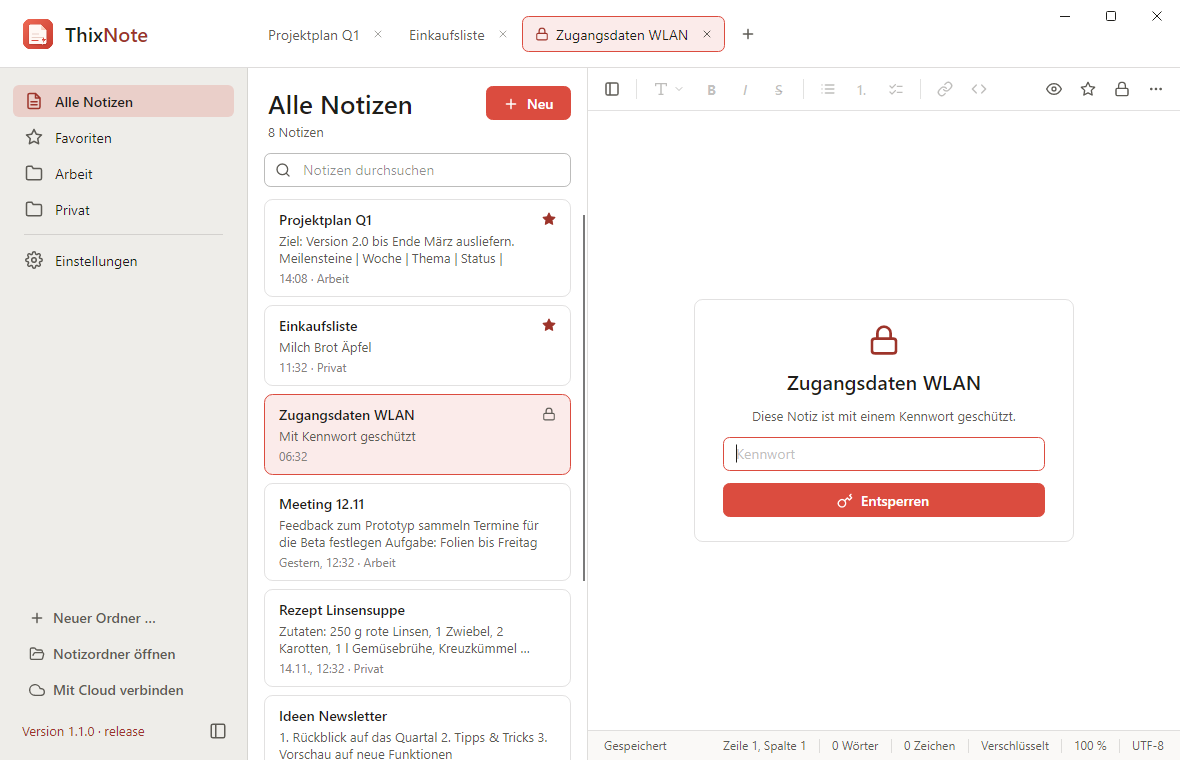 ThixNote
Projektplan Q1
Einkaufsliste
Zugangsdaten WLAN
Alle Notizen
Favoriten
Arbeit
Privat
Einstellungen
Neuer Ordner ...
Notizordner öffnen
Mit Cloud verbinden
Version 1.1.0 · release
Alle Notizen
Neu
8 Notizen
Notizen durchsuchen
Projektplan Q1
Ziel: Version 2.0 bis Ende März ausliefern.
Meilensteine | Woche | Thema | Status |
14:08 · Arbeit
Einkaufsliste
Milch Brot Äpfel
11:32 · Privat
Zugangsdaten WLAN
Mit Kennwort geschützt
06:32
Meeting 12.11
Feedback zum Prototyp sammeln Termine für
die Beta festlegen Aufgabe: Folien bis Freitag
Gestern, 12:32 · Arbeit
Rezept Linsensuppe
Zutaten: 250 g rote Linsen, 1 Zwiebel, 2
Karotten, 1 l Gemüsebrühe, Kreuzkümmel ...
14.11., 12:32 · Privat
Ideen Newsletter
1. Rückblick auf das Quartal 2. Tipps & Tricks 3.
Vorschau auf neue Funktionen
T B I S 1.
Zugangsdaten WLAN
Diese Notiz ist mit einem Kennwort geschützt.
Kennwort
Entsperren
Gespeichert
Zeile 1, Spalte 1
0 Wörter
0 Zeichen
Verschlüsselt
100 %
UTF-8